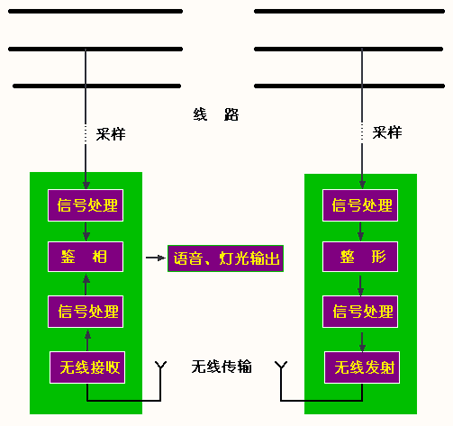 线 路
采样
采样
信号处理
信号处理
鉴 相
语音、灯光输出
整 形
信号处理
信号处理
无线接收
无线传输
无线发射